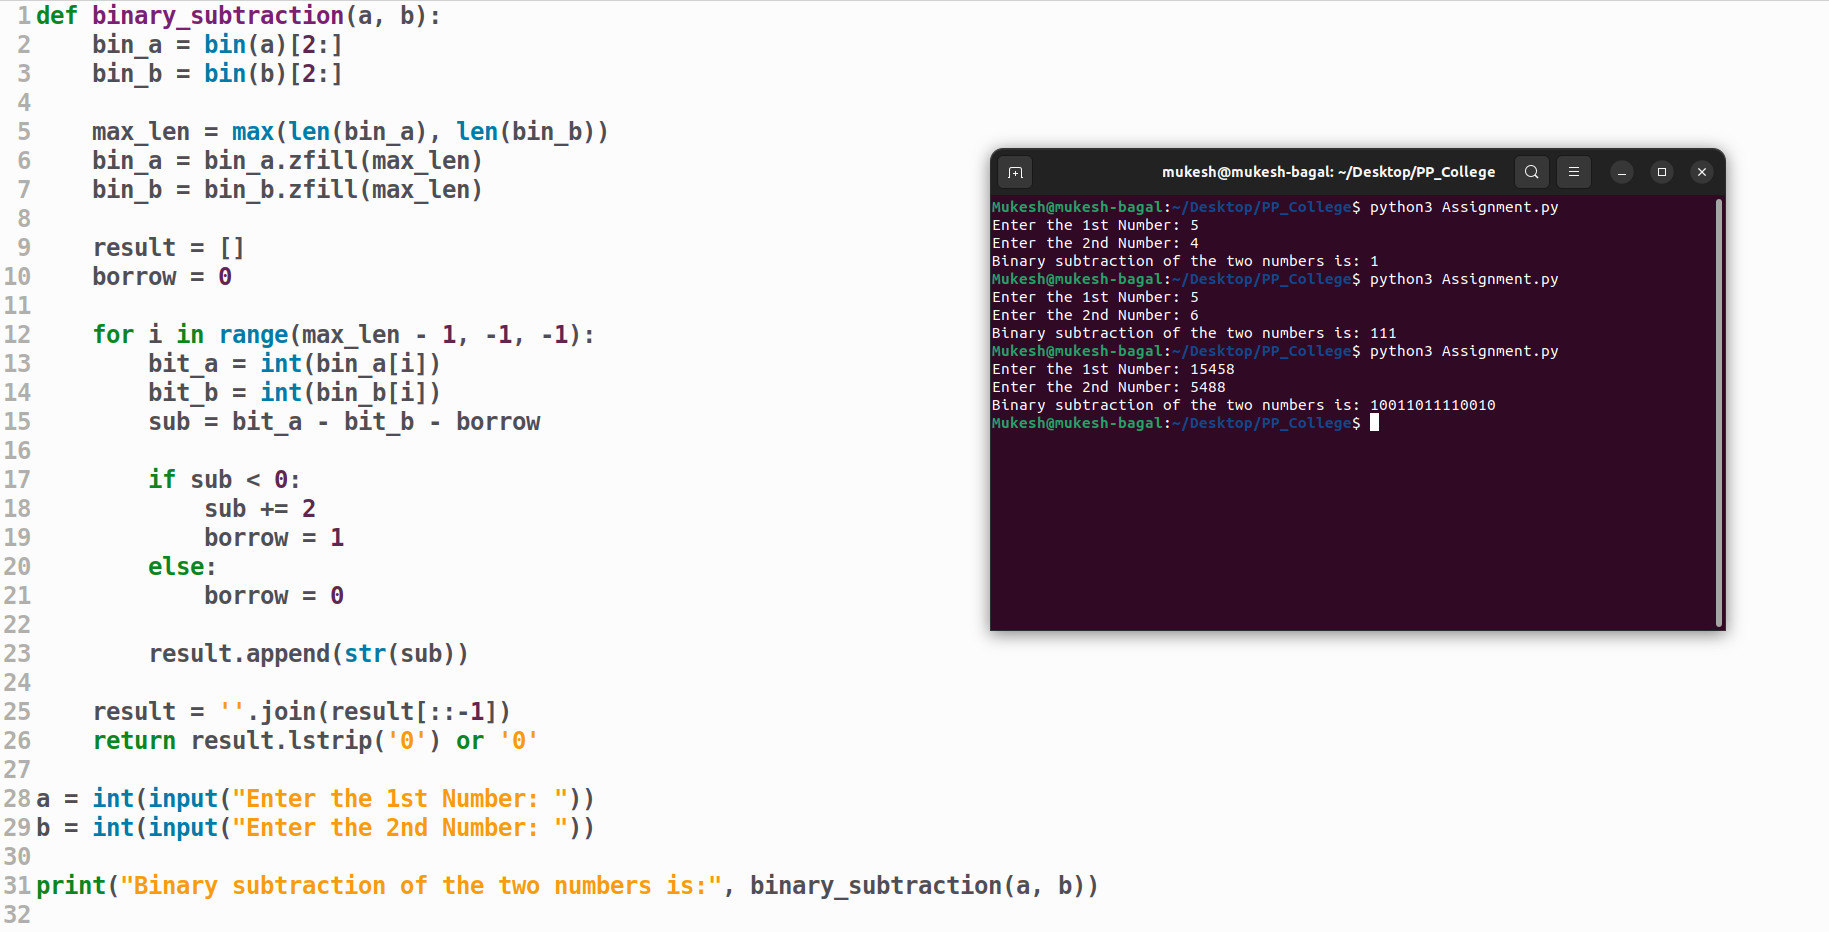 1 def binary_subtraction(a, b):
2     bin_a = bin(a)[2:]
3     bin_b = bin(b)[2:]
4
5     max_len = max(len(bin_a), len(bin_b))
6     bin_a = bin_a.zfill(max_len)
7     bin_b = bin_b.zfill(max_len)
8
9     result = []
10     borrow = 0
11
12     for i in range(max_len - 1, -1, -1):
13         bit_a = int(bin_a[i])
14         bit_b = int(bin_b[i])
15         sub = bit_a - bit_b - borrow
16
17         if sub < 0:
18             sub += 2
19             borrow = 1
20         else:
21             borrow = 0
22
23         result.append(str(sub))
24
25     result = ''.join(result[::-1])
26     return result.lstrip('0') or '0'
27
28 a = int(input("Enter the 1st Number: "))
29 b = int(input("Enter the 2nd Number: "))
30
31 print("Binary subtraction of the two numbers is:", binary_subtraction(a, b))
32
mukesh@mukesh-bagal: ~/Desktop/PP_College
Mukesh@mukesh-bagal:~/Desktop/PP_College$ python3 Assignment.py
Enter the 1st Number: 5
Enter the 2nd Number: 4
Binary subtraction of the two numbers is: 1
Mukesh@mukesh-bagal:~/Desktop/PP_College$ python3 Assignment.py
Enter the 1st Number: 5
Enter the 2nd Number: 6
Binary subtraction of the two numbers is: 111
Mukesh@mukesh-bagal:~/Desktop/PP_College$ python3 Assignment.py
Enter the 1st Number: 15458
Enter the 2nd Number: 5488
Binary subtraction of the two numbers is: 10011011110010
Mukesh@mukesh-bagal:~/Desktop/PP_College$